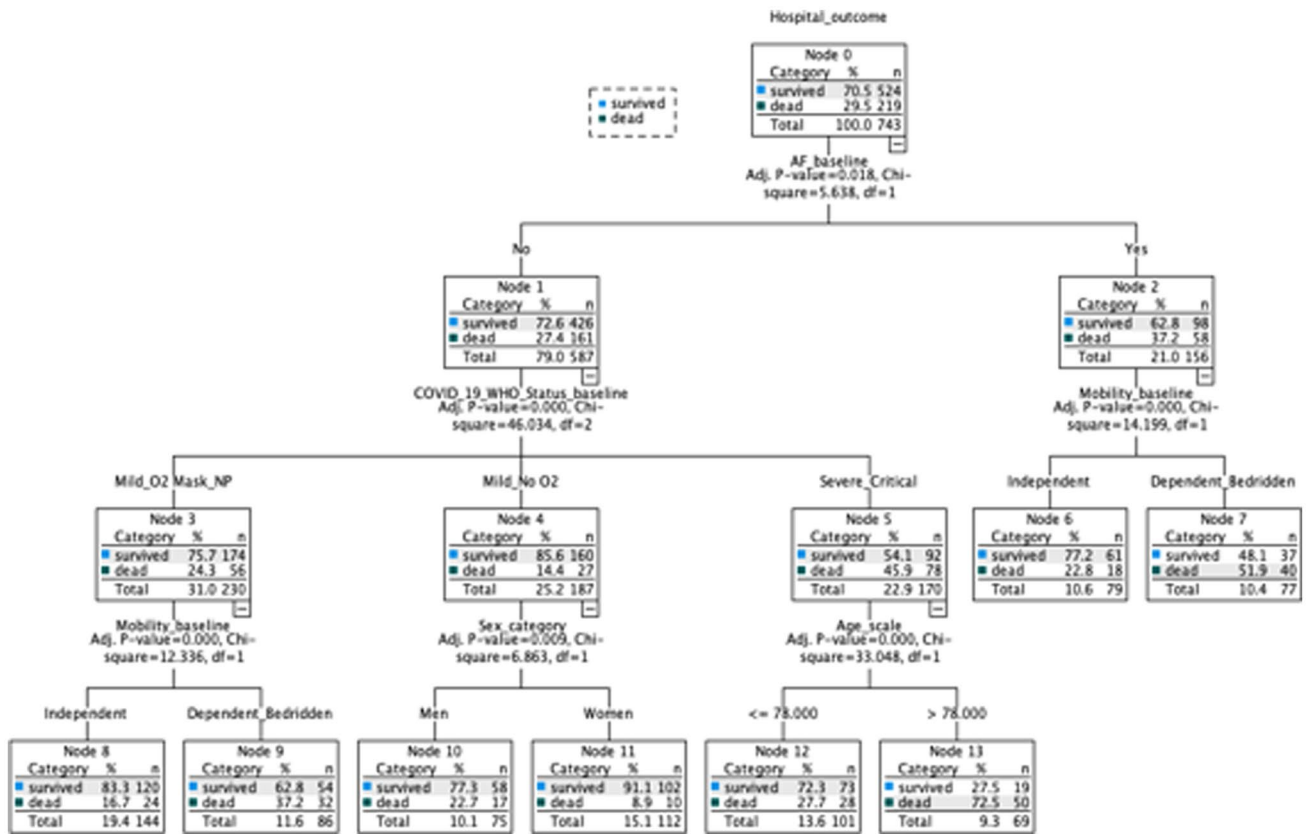 Hospital_outcome
Node 0
Category % n
survived 70.5 524
dead 29.5 219
Total 100.0 743
survived
dead
AF_baseline
Adj. P-value=0.018, Chi-
square=5.638, df=1
No
Yes
Node 1
Category % n
survived 72.6 426
dead 27.4 161
Total 79.0 587
Node 2
Category % n
survived 62.8 98
dead 37.2 58
Total 21.0 156
COVID_19_WHO_Status_baseline
Adj. P-value=0.000, Chi-
square=46.034, df=2
Mobility_baseline
Adj. P-value=0.000, Chi-
square=14.199, df=1
Mild_O2 Mask_NP
Mild_No O2
Severe_Critical
Independent
Dependent_Bedridden
Node 3
Category % n
survived 75.7 174
dead 24.3 56
Total 31.0 230
Node 4
Category % n
survived 85.6 160
dead 14.4 27
Total 25.2 187
Node 5
Category % n
survived 54.1 92
dead 45.9 78
Total 22.9 170
Node 6
Category % n
survived 77.2 61
dead 22.8 18
Total 10.6 79
Node 7
Category % n
survived 48.1 37
dead 51.9 40
Total 10.4 77
Mobility_baseline
Adj. P-value=0.000, Chi-
square=12.336, df=1
Sex_category
Adj. P-value=0.009, Chi-
square=6.863, df=1
Age_scale
Adj. P-value=0.000, Chi-
square=33.048, df=1
Independent
Dependent_Bedridden
Men
Women
<= 78.000
> 78.000
Node 8
Category % n
survived 83.3 120
dead 16.7 24
Total 19.4 144
Node 9
Category % n
survived 62.8 54
dead 37.2 32
Total 11.6 86
Node 10
Category % n
survived 77.3 58
dead 22.7 17
Total 10.1 75
Node 11
Category % n
survived 91.1 102
dead 8.9 10
Total 15.1 112
Node 12
Category % n
survived 72.3 73
dead 27.7 28
Total 13.6 101
Node 13
Category % n
survived 27.5 19
dead 72.5 50
Total 9.3 69